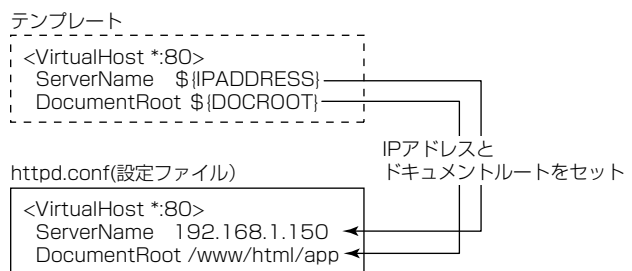 テンプレート
<VirtualHost *:80>
ServerName ${IPADDRESS}
DocumentRoot ${DOCROOT}
IPアドレスと
ドキュメントルートをセット
httpd.conf(設定ファイル）
<VirtualHost *:80>
ServerName 192.168.1.150
DocumentRoot /www/html/app